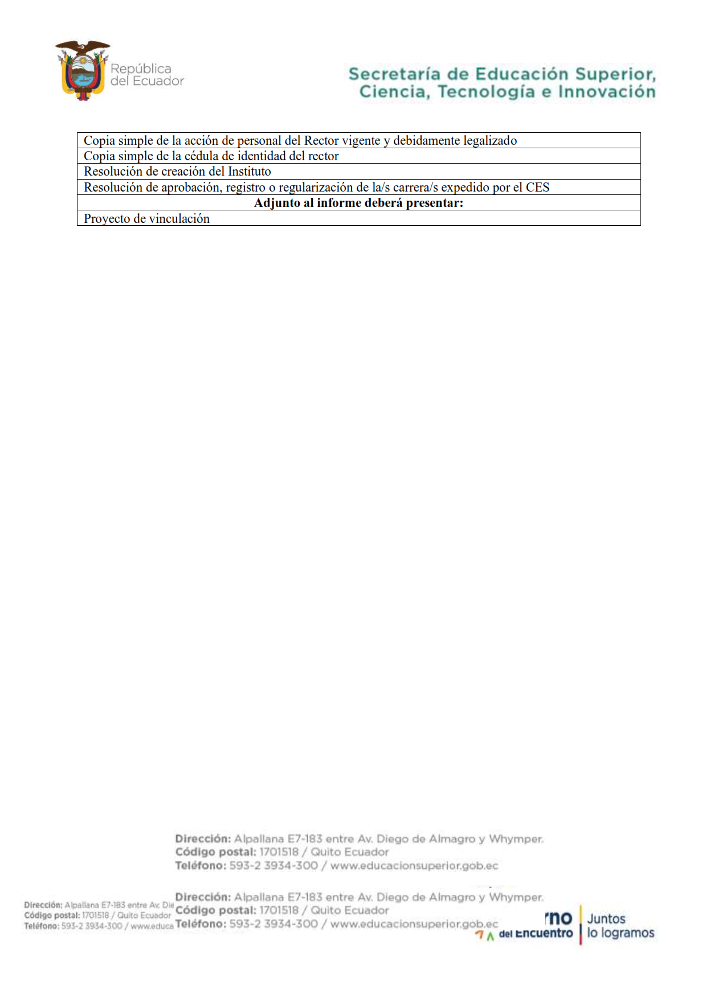 República
del Ecuador
Secretaría de Educación Superior,
Ciencia, Tecnología e Innovación
Copia simple de la acción de personal del Rector vigente y debidamente legalizado
Copia simple de la cédula de identidad del rector
Resolución de creación del Instituto
Resolución de aprobación, registro o regularización de la/s carrera/s expedido por el CES
Adjunto al informe deberá presentar:
Proyecto de vinculación
Dirección: Alpallana E7-183 entre Av. Diego de Almagro y Whymper.
Código postal: 1701518 / Quito Ecuador
Teléfono: 593-2 3934-300 / www.educacionsuperior.gob.ec
Dirección: Alpallana E7-183 entre Av. Diego de Almagro y Whymper.
Código postal: 1701518 / Quito Ecuador
Teléfono: 593-2 3934-300 / www.educacionsuperior.gob.ec
Dirección: Alpallana E7-183 entre Av. Die
Código postal: 1701518 / Quito Ecuador
Teléfono: 593-2 3934-300 / www.educa
no
del Encuentro
Juntos
lo logramos